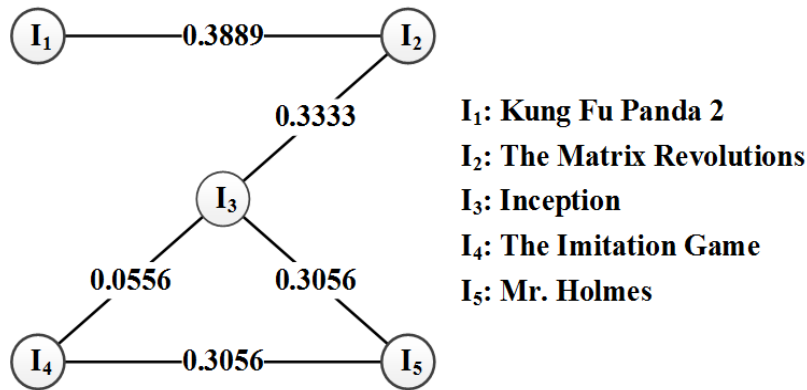 I₁ 0.3889 I₂
0.3333
I₃
0.0556 0.3056
I₄ 0.3056 I₅
I₁: Kung Fu Panda 2
I₂: The Matrix Revolutions
I₃: Inception
I₄: The Imitation Game
I₅: Mr. Holmes